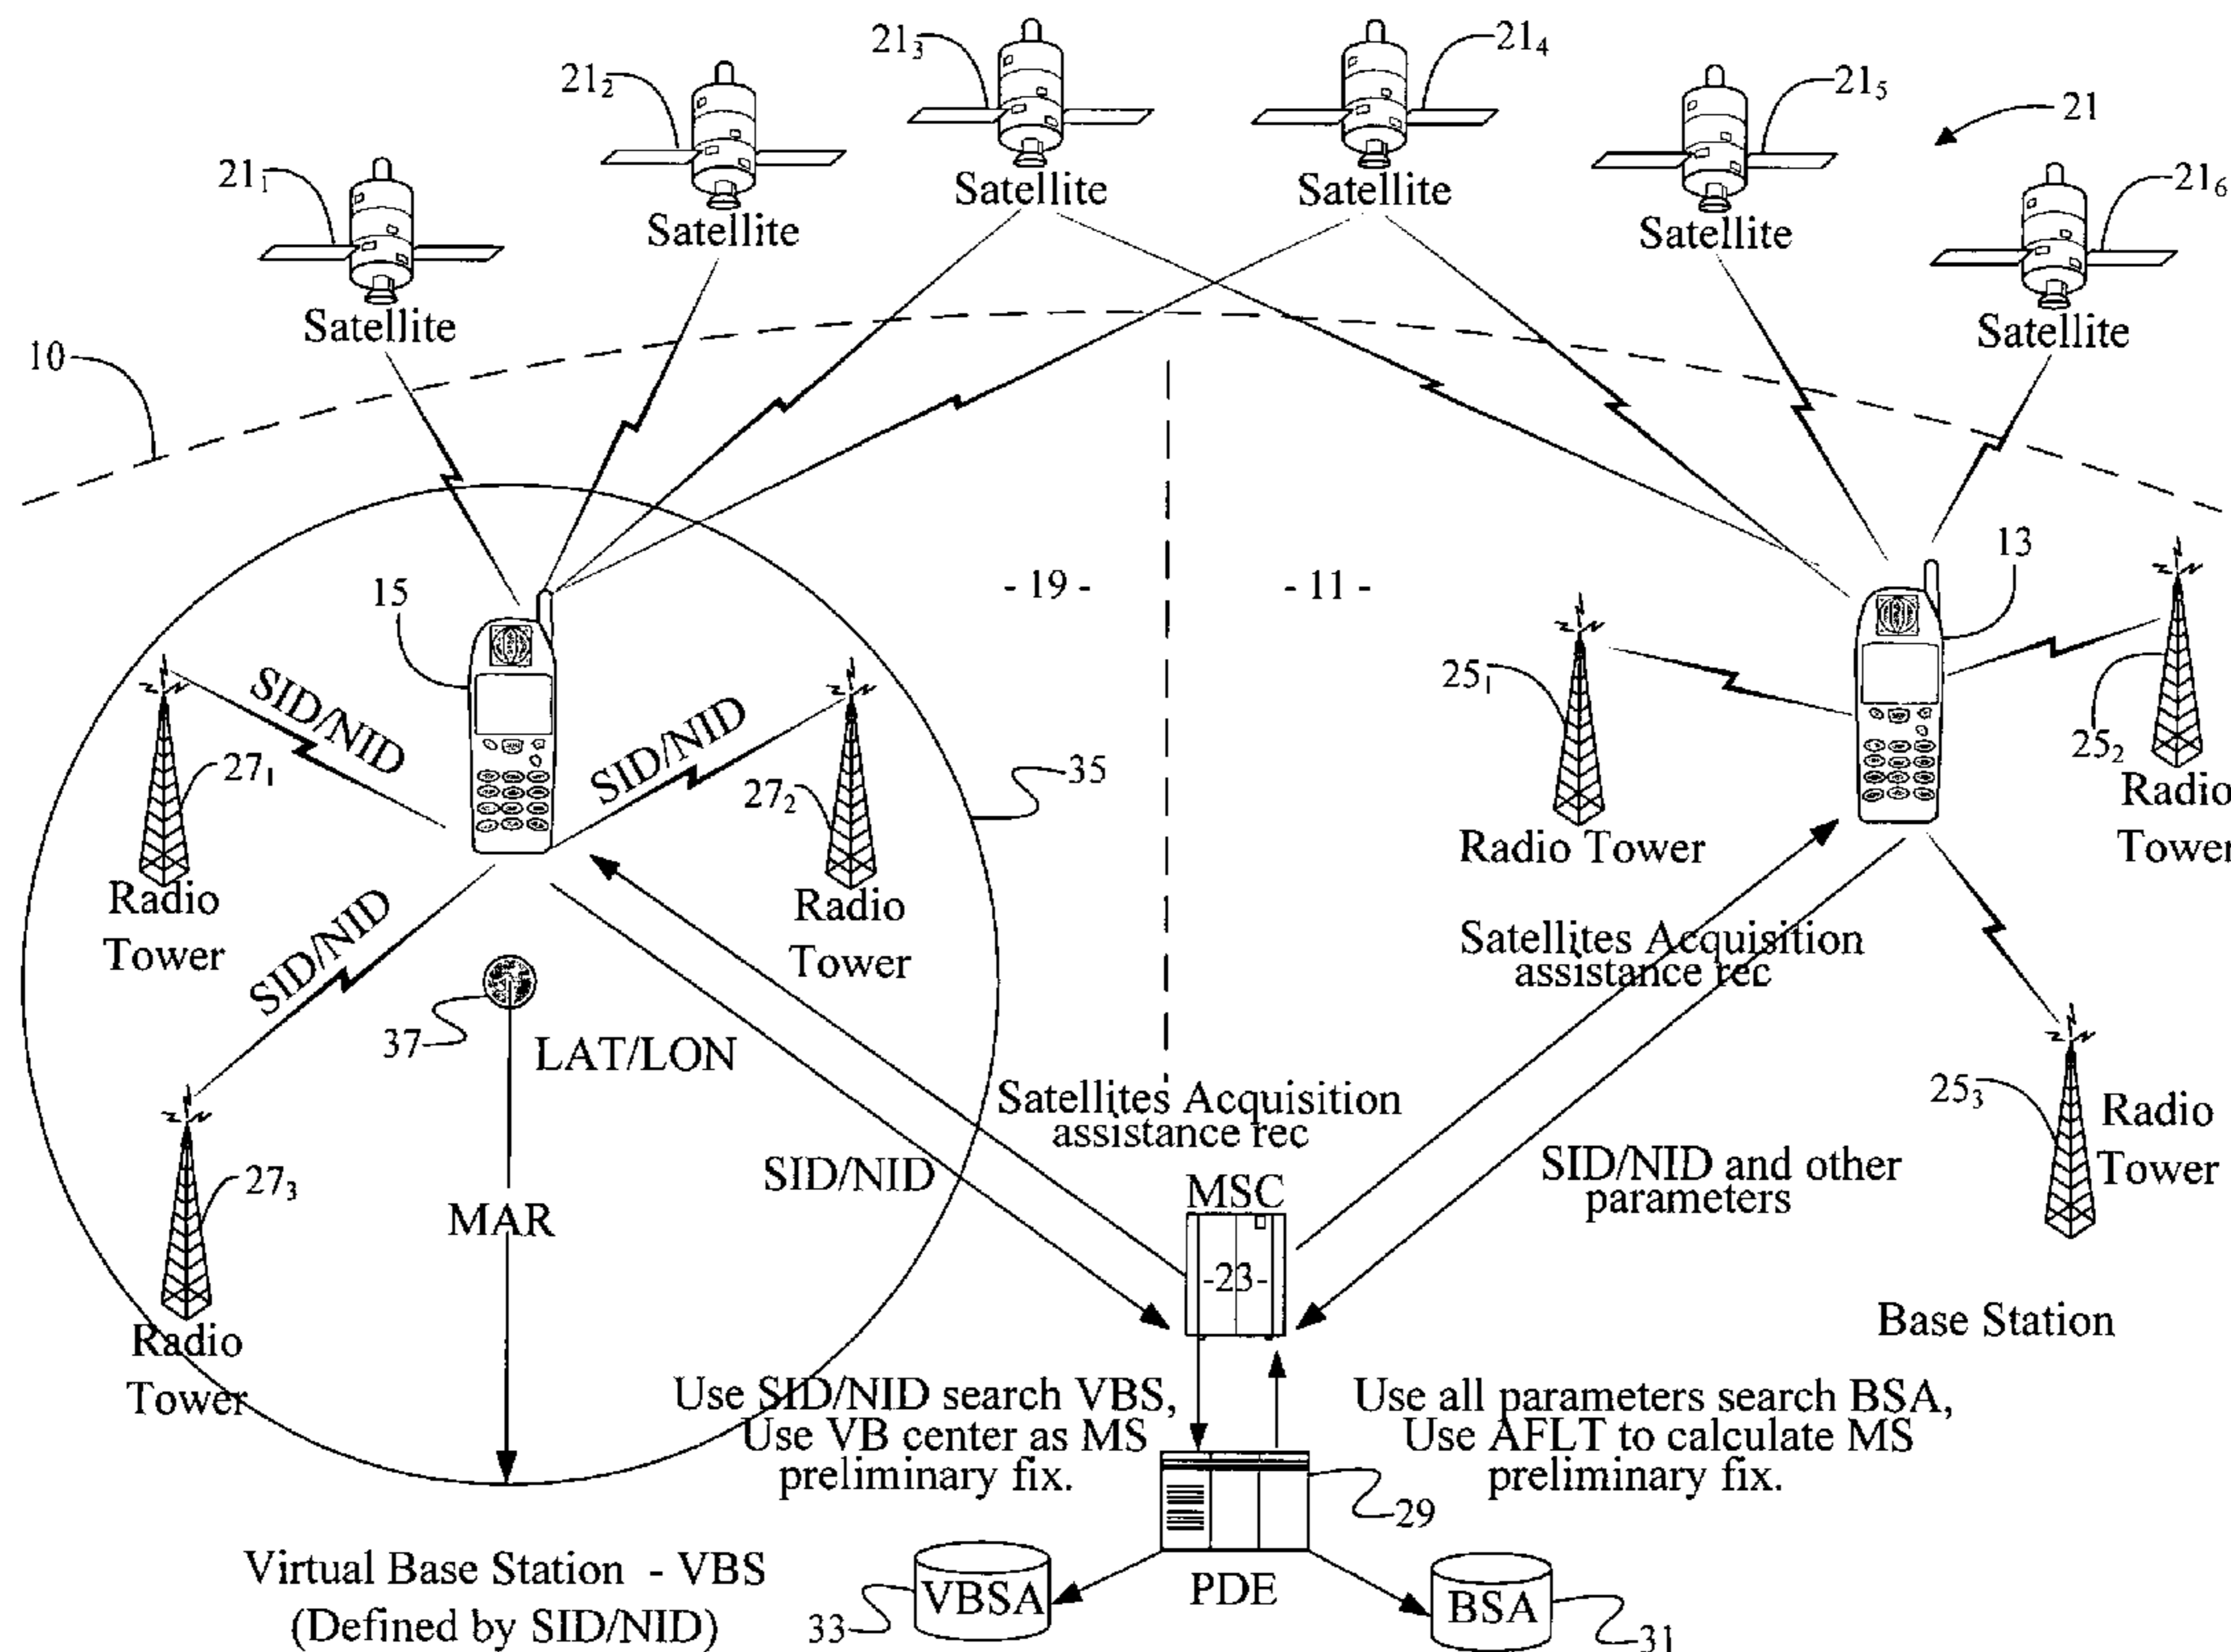 21₃
21₄
21₂
21₅
21
21₁
21₆
Satellite
Satellite
Satellite
Satellite
Satellite
Satellite
10
- 19 -
- 11 -
13
15
SID/NID
SID/NID
27₁
27₂
35
25₁
25₂
Radio
Tower
Radio Tower
Radio
Tower
Radio
Tower
SID/NID
Satellites Acquisition
assistance rec
37
LAT/LON
Satellites Acquisition
assistance rec
25₃
Radio
Tower
27₃
MAR
SID/NID
SID/NID and other
parameters
MSC
-23-
Base Station
Radio
Tower
Use SID/NID search VBS,
Use VB center as MS
preliminary fix.
Use all parameters search BSA,
Use AFLT to calculate MS
preliminary fix.
29
Virtual Base Station - VBS
(Defined by SID/NID)
33
VBSA
PDE
BSA
31